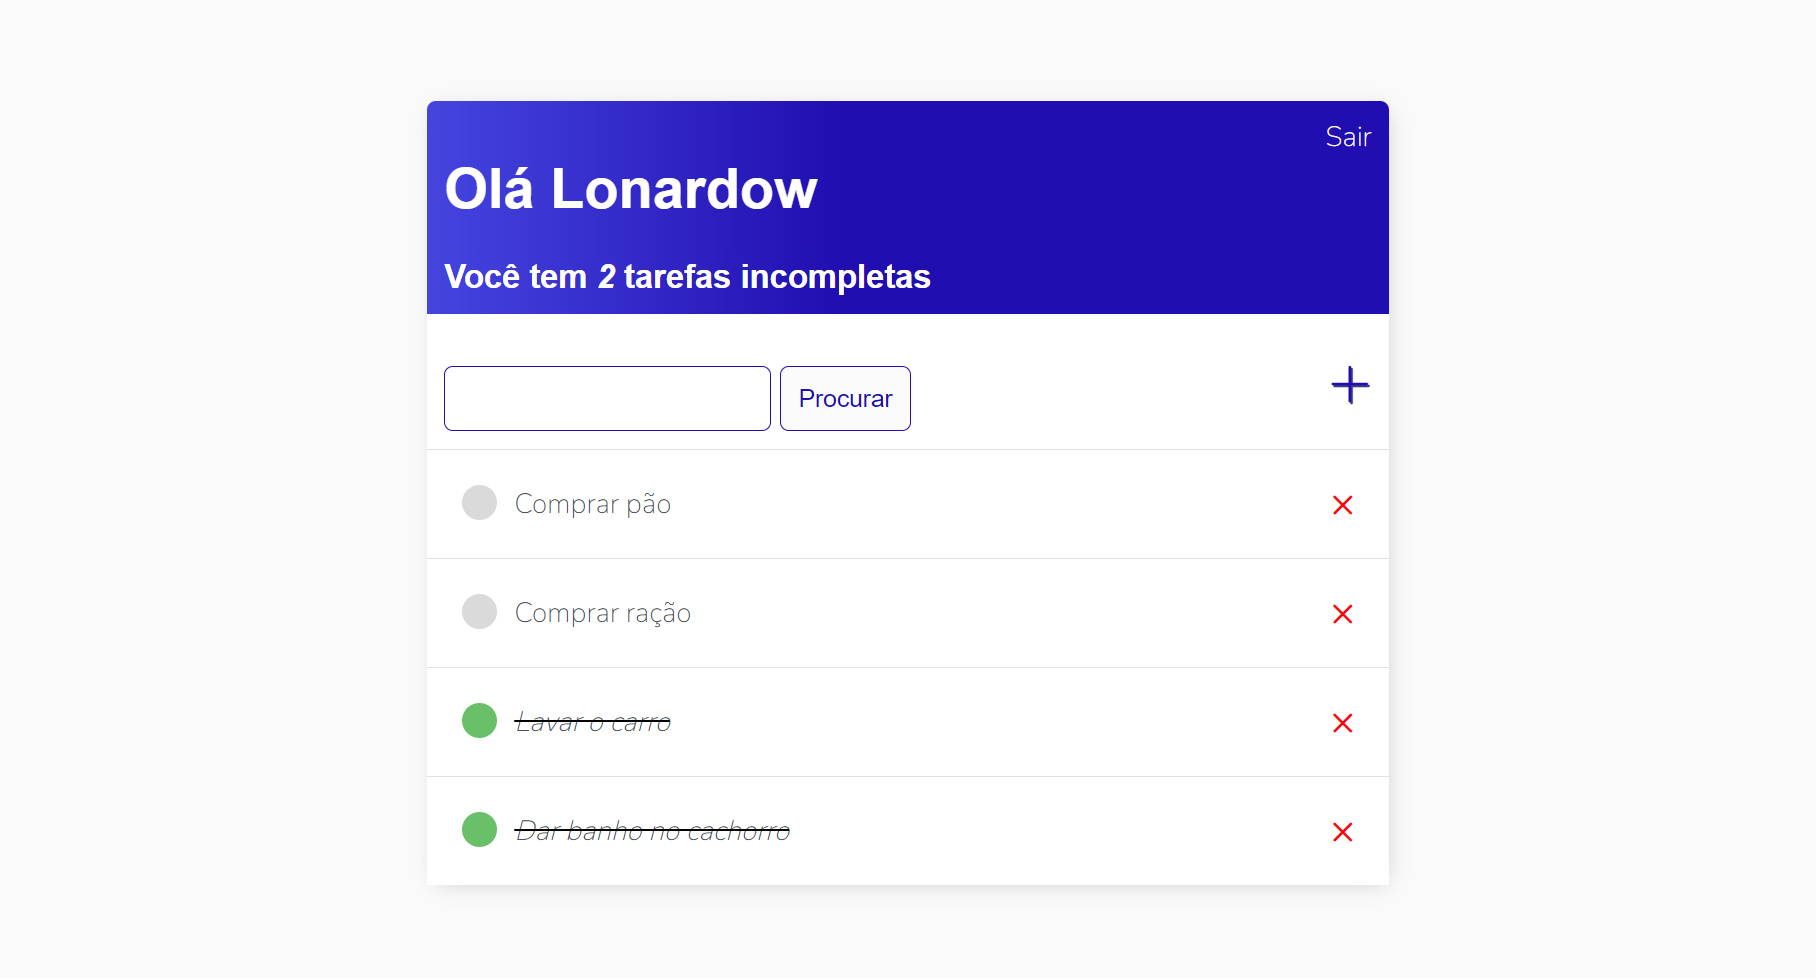 Sair
Olá Lonardow
Você tem 2 tarefas incompletas
Procurar
Comprar pão
Comprar ração
Lavar o carro
Dar banho no cachorro